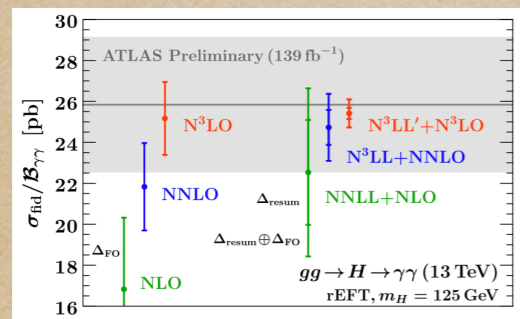 30
28
26
24
22
20
18
16
σ_fid/B_γγ [pb]
ATLAS Preliminary (139 fb⁻¹)
N³LO
N³LL′+N³LO
N³LL+NNLO
NNLO
Δ_resum
NNLL+NLO
Δ_resum⊕Δ_FO
Δ_FO
NLO
gg→H→γγ (13 TeV)
rEFT, m_H = 125 GeV